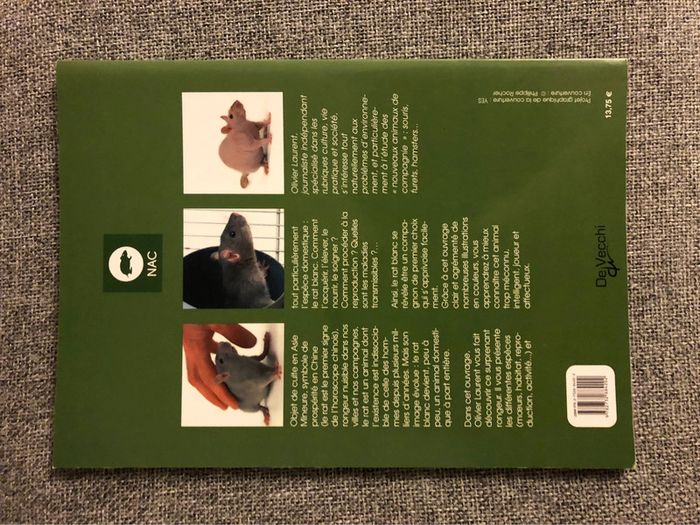 NAC
Objet de culte en Asie
Mineure, symbole de
prospérité en Chine
(le rat est le premier signe
de l'horoscope chinois),
rongeur nuisible dans nos
villes et nos campagnes,
le rat est un animal dont
l'existence est indissocia-
ble de celle des hom-
mes depuis plusieurs mil-
liers d'années. Mais son
image évolue : le rat
blanc devient, peu à
peu, un animal domesti-
que à part entière.
Dans cet ouvrage,
Olivier Laurent vous fait
découvrir ce surprenant
rongeur. Il vous présente
les différentes espèces
(mœurs, habitat, repro-
duction, activité...) et
tout particulièrement
l'espèce domestique :
le rat blanc. Comment
l'acquérir, l'élever, le
nourrir, le soigner ?
Comment procéder à la
reproduction ? Quelles
sont les maladies
transmissibles ?...
Ainsi, le rat blanc se
révèle être un compa-
gnon de premier choix
qui s'apprivoise facile-
ment.
Grâce à cet ouvrage
clair et agrémenté de
nombreuses illustrations
en couleurs, vous
apprendrez à mieux
connaître cet animal
trop méconnu,
intelligent, joueur et
affectueux.
Olivier Laurent,
journaliste indépendant
spécialisé dans les
rubriques culture, vie
pratique et société,
s'intéresse tout
naturellement aux
problèmes d'environne-
ment, et particulière-
ment à l'étude des
« nouveaux animaux de
compagnie » : souris,
furets, hamsters...
De Vecchi
Projet graphique de la couverture YES
En couverture : © Philippe Rocher
13,75 €